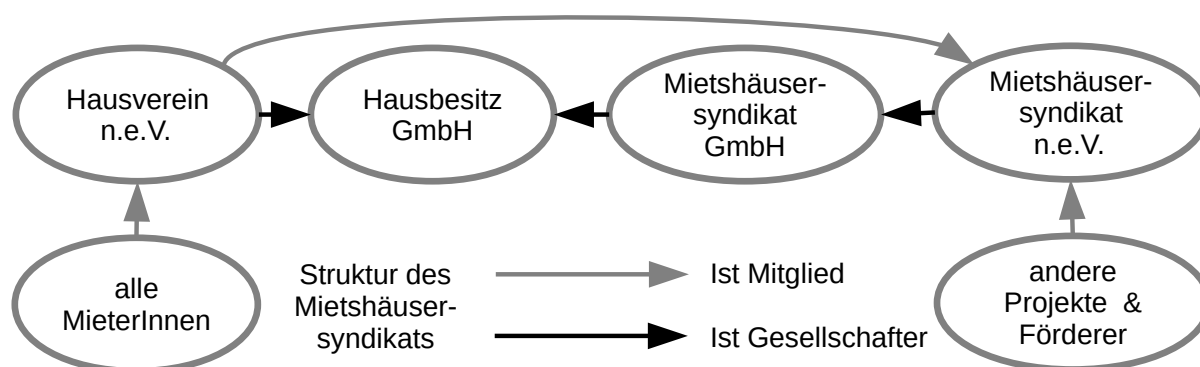 Hausverein
n.e.V.
Hausbesitz
GmbH
Mietshäuser-
syndikat
GmbH
Mietshäuser-
syndikat
n.e.V.
alle
MieterInnen
Struktur des
Mietshäuser-
syndikats
Ist Mitglied
Ist Gesellschafter
andere
Projekte &
Förderer